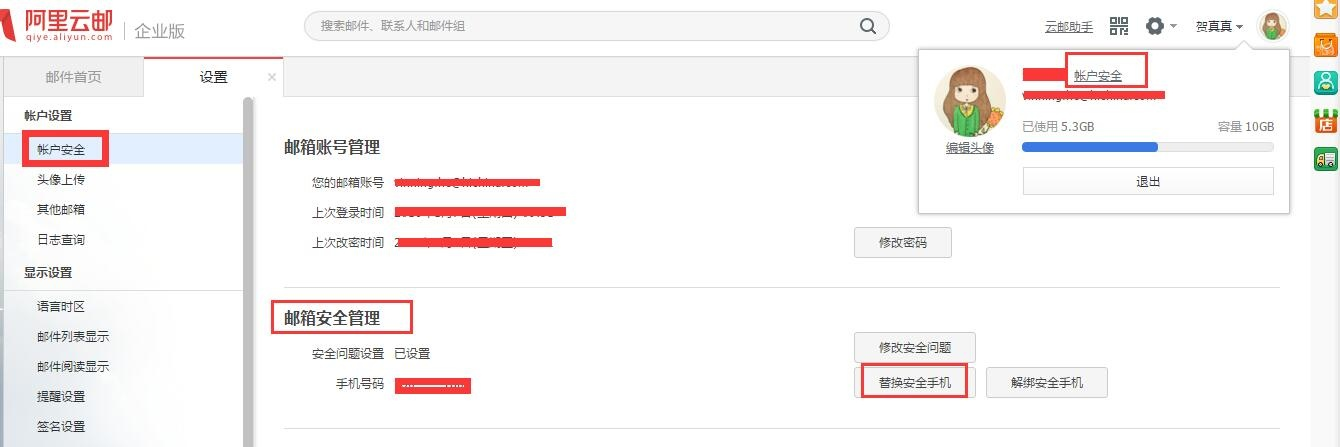 阿里云邮
qiye.aliyun.com
企业版
搜索邮件、联系人和邮件组
云邮助手
贺真真
邮件首页
设置
帐户设置
帐户安全
头像上传
其他邮箱
日志查询
显示设置
语言时区
邮件列表显示
邮件阅读显示
提醒设置
签名设置
邮箱账号管理
您的邮箱账号
上次登录时间
上次改密时间
修改密码
邮箱安全管理
安全问题设置 已设置
修改安全问题
手机号码
替换安全手机
解绑安全手机
帐户安全
编辑头像
已使用 5.3GB
容量 10GB
退出
店